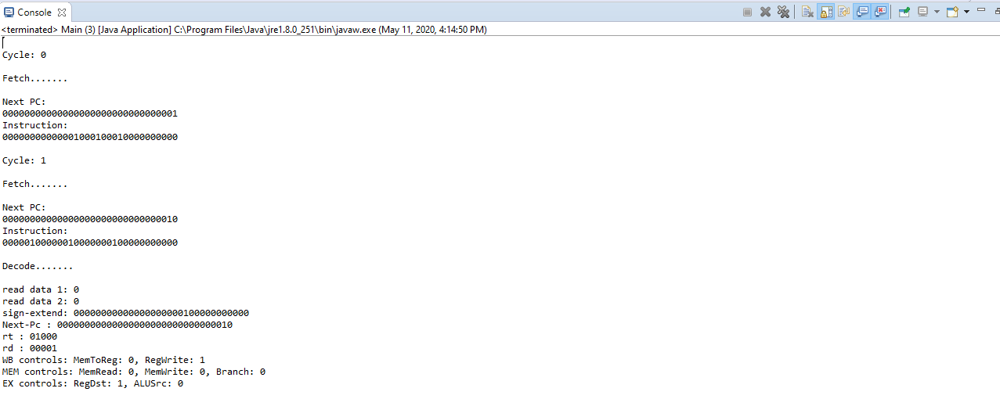 Console
<terminated> Main (3) [Java Application] C:\Program Files\Java\jre1.8.0_251\bin\javaw.exe (May 11, 2020, 4:14:50 PM)
Cycle: 0
Fetch.......
Next PC:
00000000000000000000000000000001
Instruction:
00000000000001000100010000000000
Cycle: 1
Fetch.......
Next PC:
00000000000000000000000000000010
Instruction:
00000100000010000000100000000000
Decode.......
read data 1: 0
read data 2: 0
sign-extend: 00000000000000000000100000000000
Next-Pc : 00000000000000000000000000000010
rt : 01000
rd : 00001
WB controls: MemToReg: 0, RegWrite: 1
MEM controls: MemRead: 0, MemWrite: 0, Branch: 0
EX controls: RegDst: 1, ALUSrc: 0